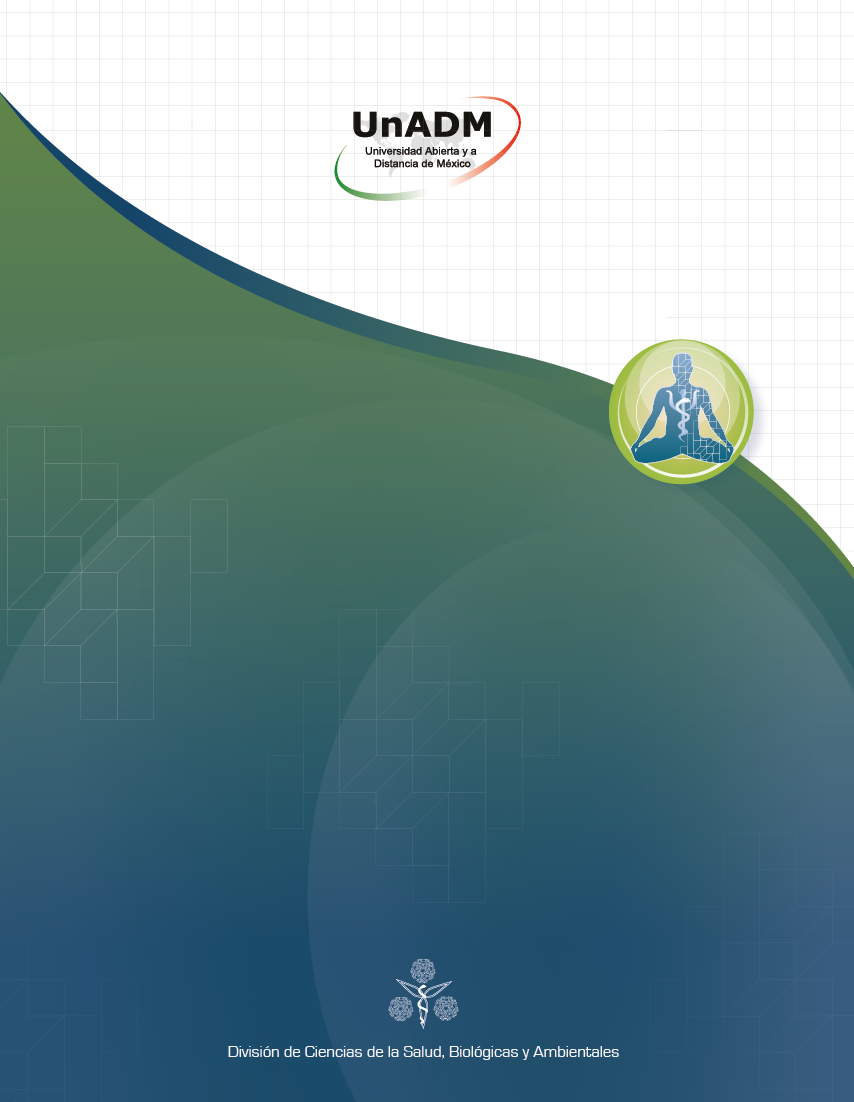 UnADM
Universidad Abierta y a
Distancia de México
División de Ciencias de la Salud, Biológicas y Ambientales